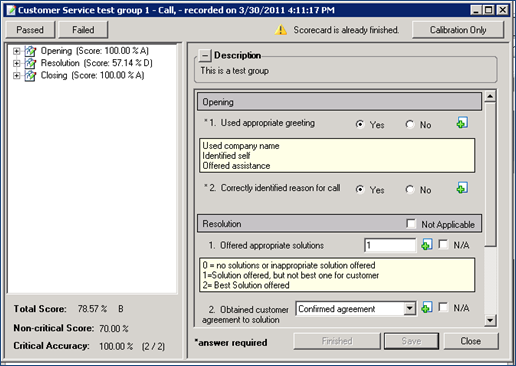 Customer Service test group 1 - Call, - recorded on 3/30/2011 4:11:17 PM
Passed Failed Scorecard is already finished. Calibration Only
Opening (Score: 100.00 % A)
Resolution (Score: 57.14 % D)
Closing (Score: 100.00 % A)
Total Score: 78.57 % B
Non-critical Score: 70.00 %
Critical Accuracy: 100.00 % (2 / 2)
Description
This is a test group
Opening
* 1. Used appropriate greeting Yes No
Used company name
Identified self
Offered assistance
* 2. Correctly identified reason for call Yes No
Resolution Not Applicable
1. Offered appropriate solutions 1 N/A
0 = no solutions or inappropriate solution offered
1=Solution offered, but not best one for customer
2= Best Solution offered
2. Obtained customer Confirmed agreement N/A
agreement to solution
*answer required Finished Save Close